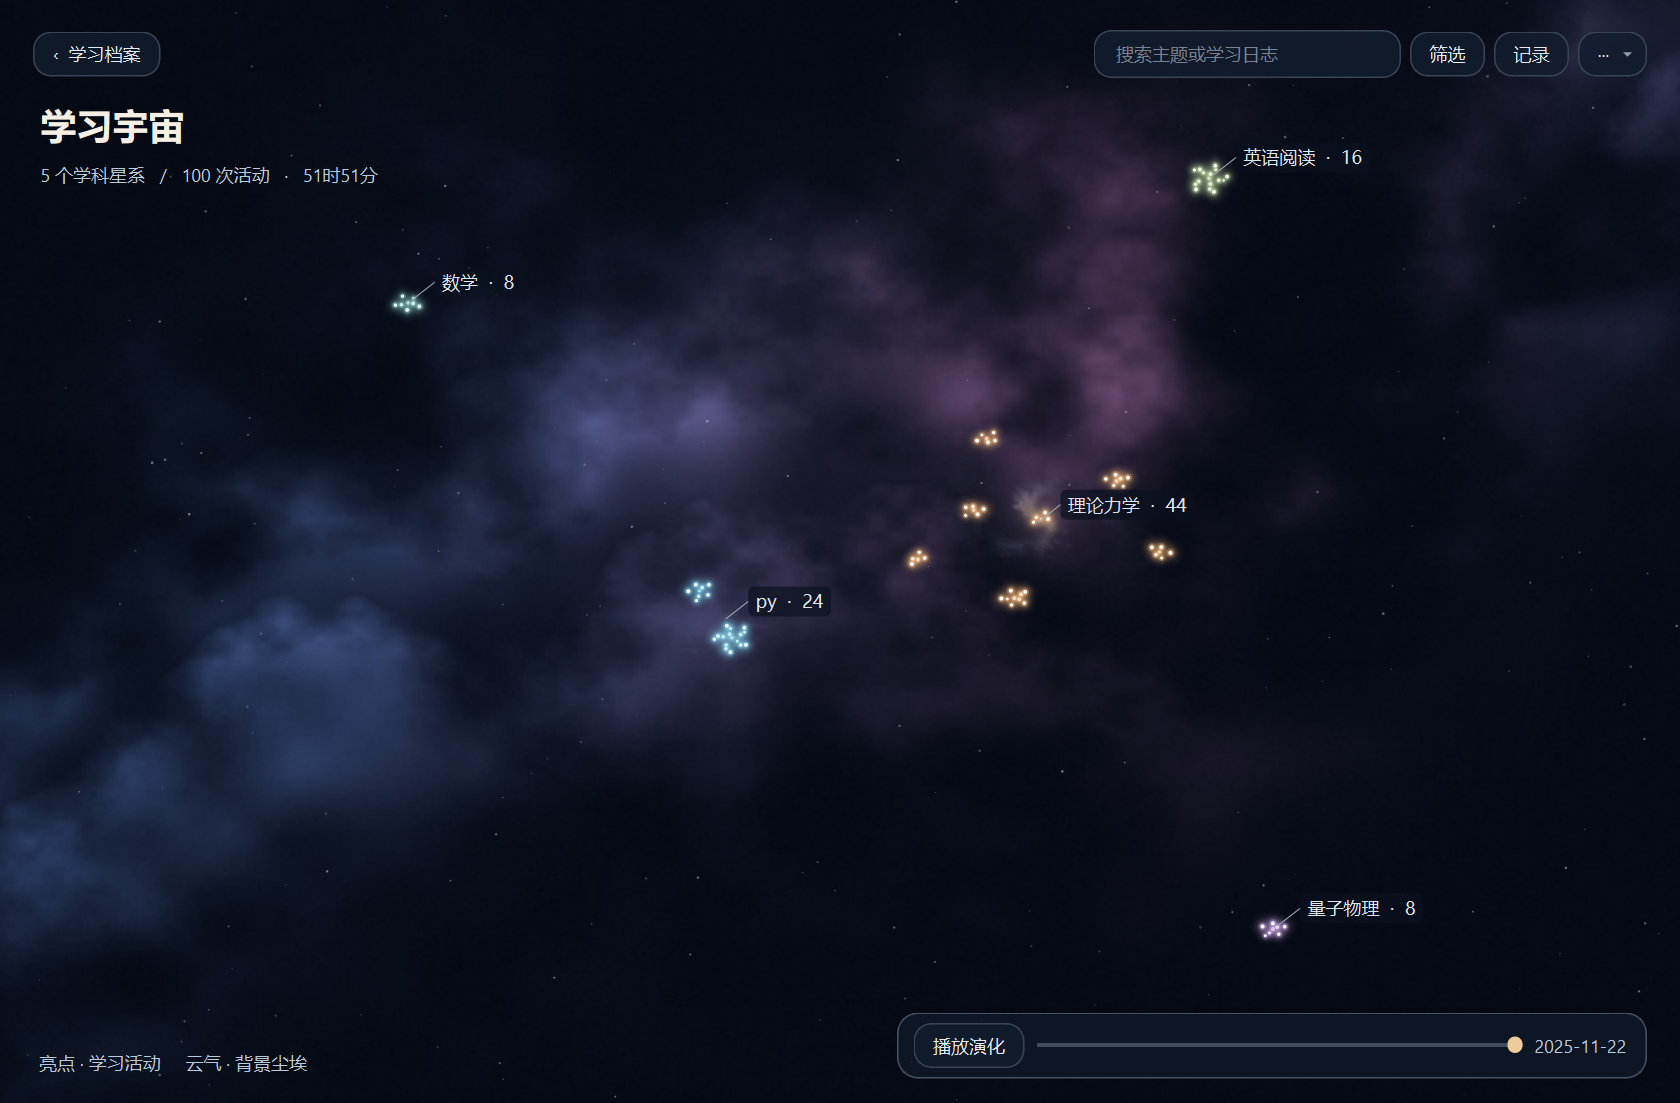 ‹ 学习档案
搜索主题或学习日志
筛选
记录
...
学习宇宙
5 个学科星系 / 100 次活动 · 51时51分
英语阅读 · 16
数学 · 8
理论力学 · 44
py · 24
量子物理 · 8
播放演化
2025-11-22
亮点 · 学习活动 云气 · 背景尘埃